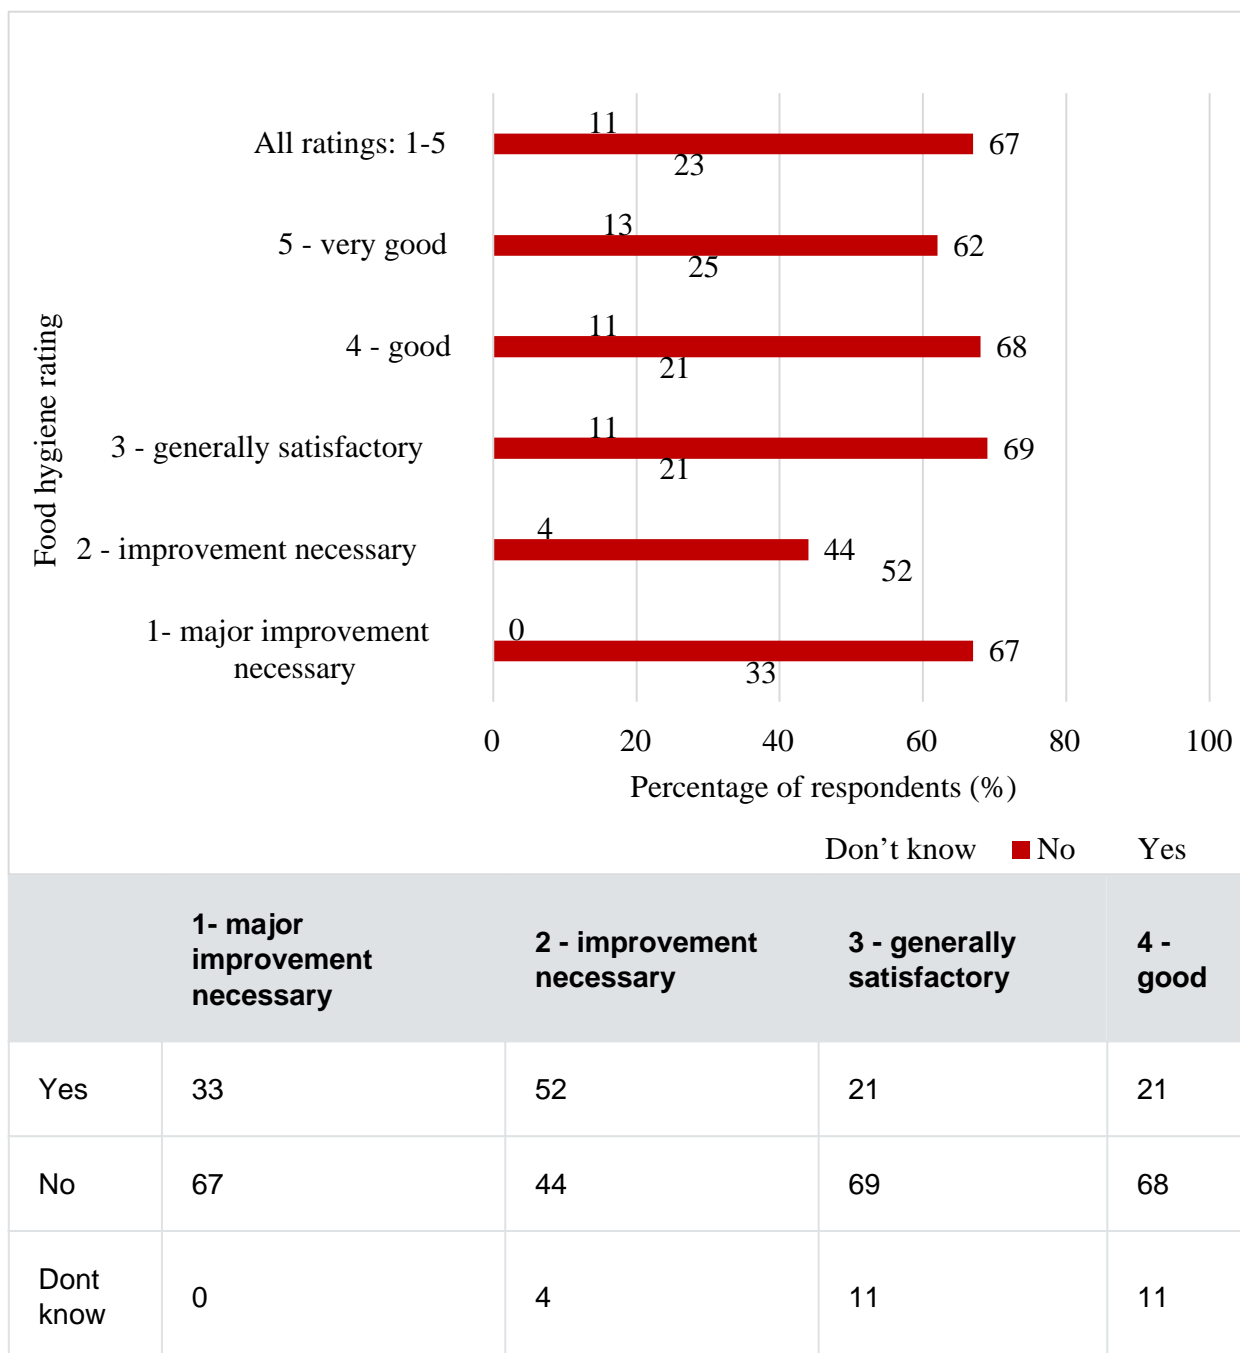 11
All ratings: 1-5
67
23
13
5 - very good
62
25
11
4 - good
68
21
11
3 - generally satisfactory
69
21
4
2 - improvement necessary
44
52
0
1- major improvement
necessary
67
33
Food hygiene rating
0 20 40 60 80 100
Percentage of respondents (%)
Don’t know No Yes
1- major
improvement
necessary
2 - improvement
necessary
3 - generally
satisfactory
4 -
good
Yes 33 52 21 21
No 67 44 69 68
Dont
know
0 4 11 11